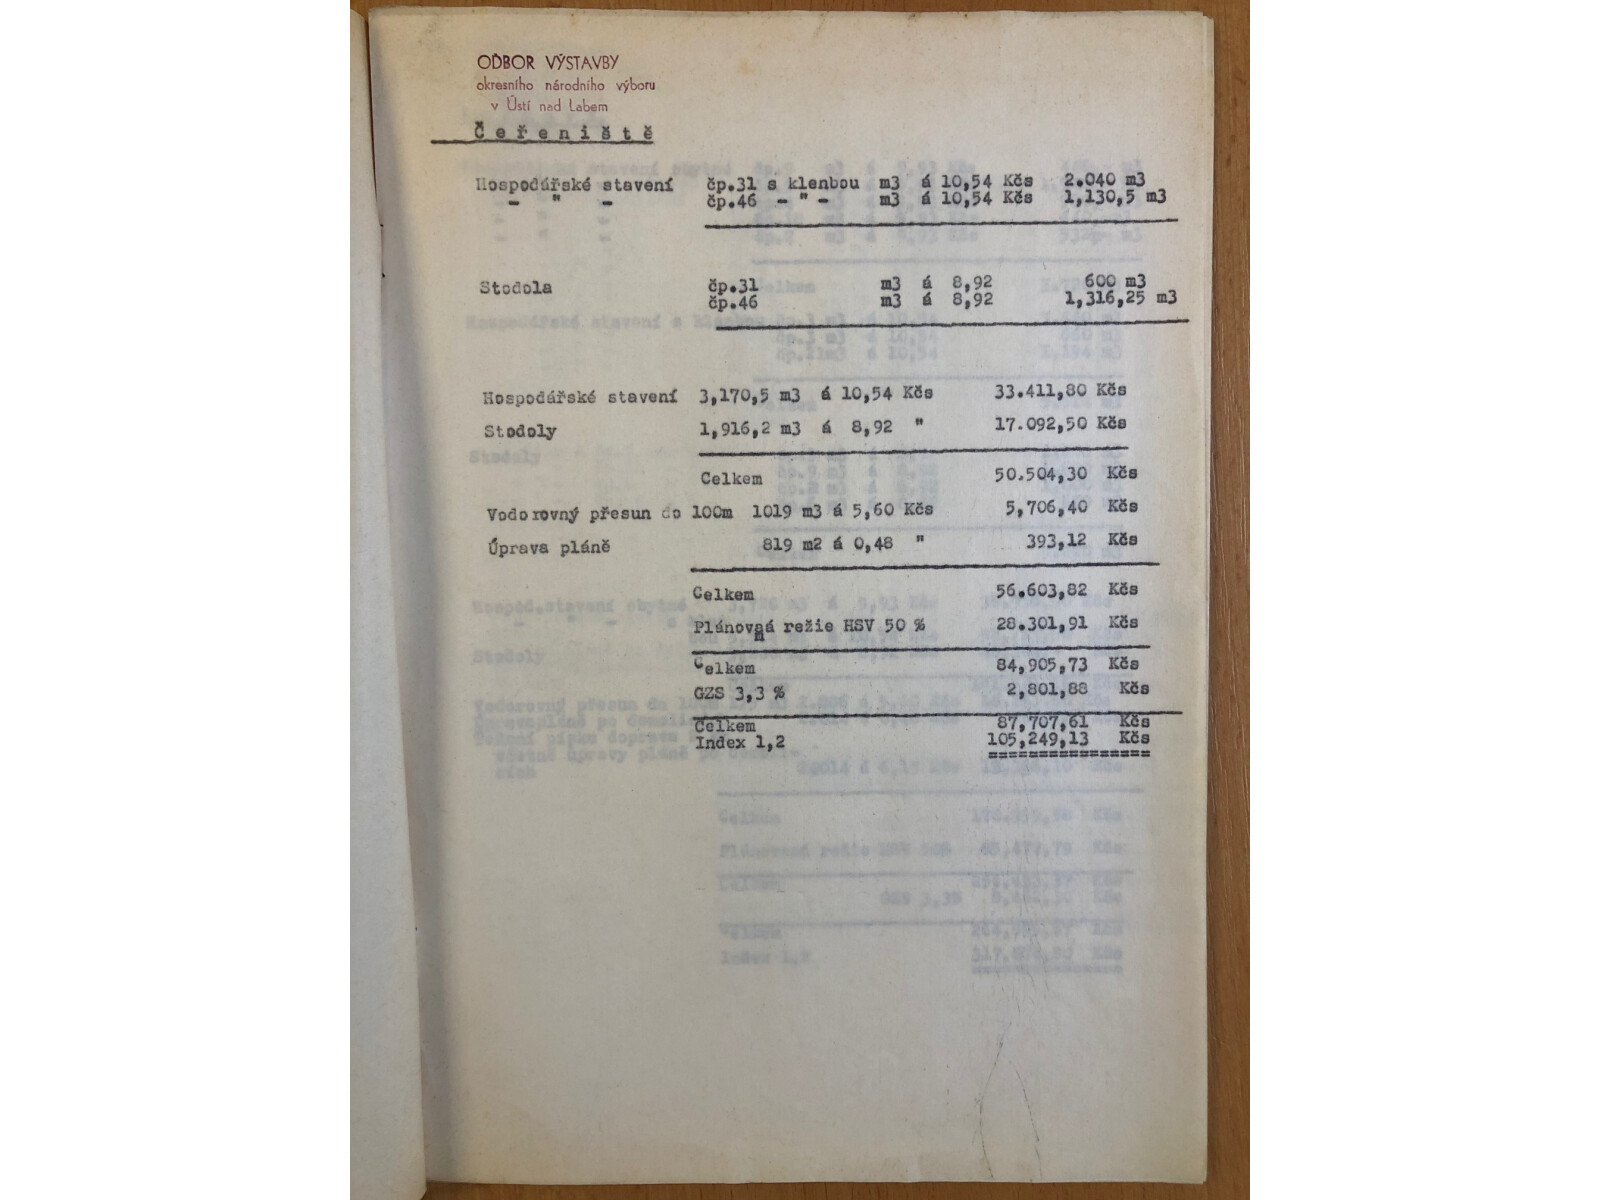 ODBOR VÝSTAVBY
okresního národního výboru
v Ústí nad Labem
Čeřeniště
Hospodářské stavení čp.31 s klenbou m3 á 10,54 Kčs 2.040 m3
- " - čp.46 - " - m3 á 10,54 Kčs 1,130,5 m3
Stodola čp.31 m3 á 8,92 600 m3
čp.46 m3 á 8,92 1,316,25 m3
Hospodářské stavení 3,170,5 m3 á 10,54 Kčs 33.411,80 Kčs
Stodoly 1,916,2 m3 á 8,92 " 17.092,50 Kčs
Celkem 50.504,30 Kčs
Vodorovný přesun do 100m 1019 m3 á 5,60 Kčs 5,706,40 Kčs
Úprava pláně 819 m2 á 0,48 " 393,12 Kčs
Celkem 56.603,82 Kčs
Plánovaná režie HSV 50 % 28.301,91 Kčs
Celkem 84,905,73 Kčs
GZS 3,3 % 2,801,88 Kčs
Celkem 87,707,61 Kčs
Index 1,2 105,249,13 Kčs
================